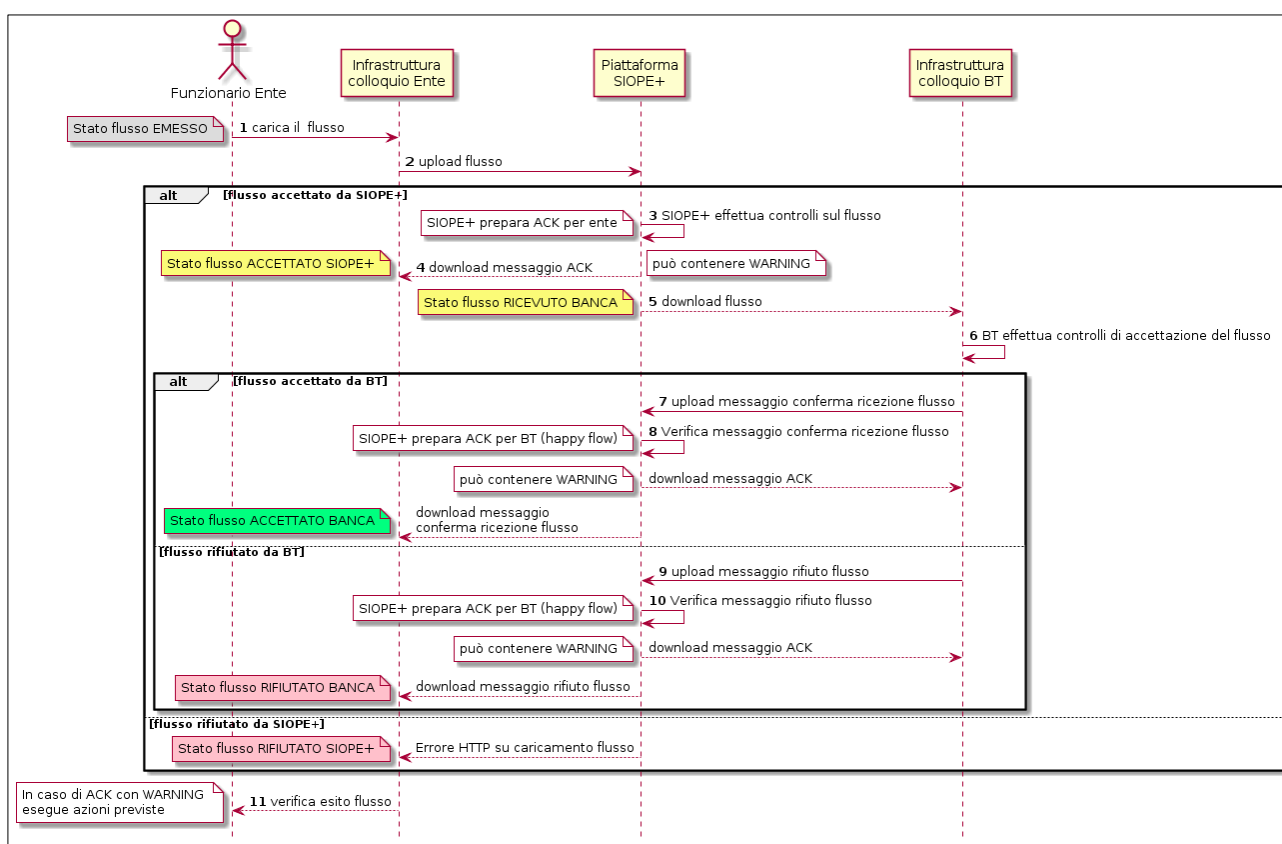 Funzionario Ente
Infrastruttura
colloquio Ente
Piattaforma
SIOPE+
Infrastruttura
colloquio BT
Stato flusso EMESSO
1 carica il  flusso
2 upload flusso
alt
[flusso accettato da SIOPE+]
SIOPE+ prepara ACK per ente
3 SIOPE+ effettua controlli sul flusso
Stato flusso ACCETTATO SIOPE+
4 download messaggio ACK
può contenere WARNING
Stato flusso RICEVUTO BANCA
5 download flusso
6 BT effettua controlli di accettazione del flusso
alt
[flusso accettato da BT]
7 upload messaggio conferma ricezione flusso
SIOPE+ prepara ACK per BT (happy flow)
8 Verifica messaggio conferma ricezione flusso
può contenere WARNING
download messaggio ACK
Stato flusso ACCETTATO BANCA
download messaggio
conferma ricezione flusso
[flusso rifiutato da BT]
9 upload messaggio rifiuto flusso
SIOPE+ prepara ACK per BT (happy flow)
10 Verifica messaggio rifiuto flusso
può contenere WARNING
download messaggio ACK
Stato flusso RIFIUTATO BANCA
download messaggio rifiuto flusso
[flusso rifiutato da SIOPE+]
Stato flusso RIFIUTATO SIOPE+
Errore HTTP su caricamento flusso
In caso di ACK con WARNING
esegue azioni previste
11 verifica esito flusso